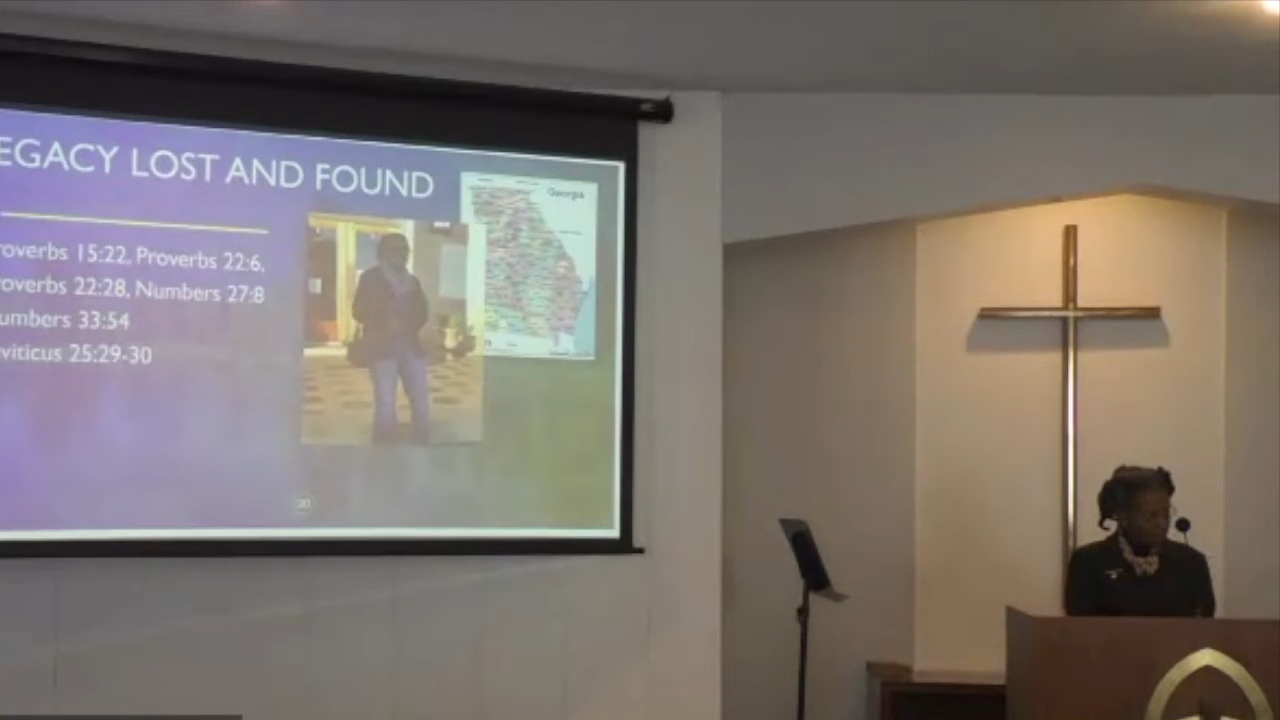 EGACY LOST AND FOUND
roverbs 15:22, Proverbs 22:6,
roverbs 22:28, Numbers 27:8
umbers 33:54
viticus 25:29-30
Georgia
20